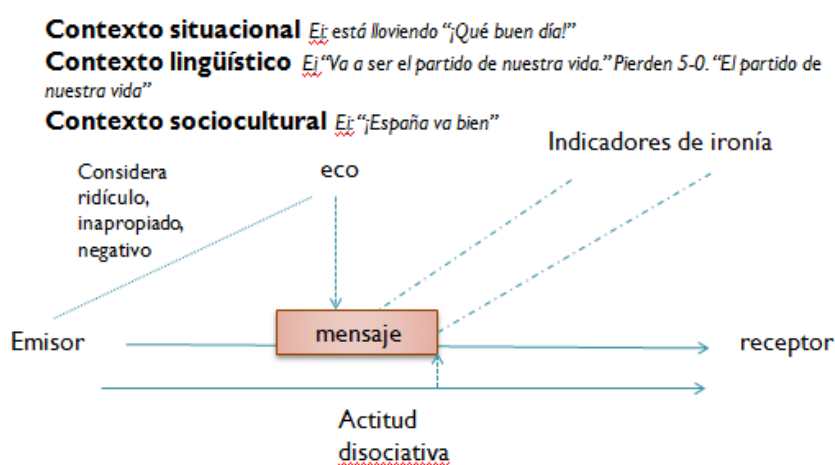 Contexto situacional Ej: está lloviendo “¡Qué buen día!”
Contexto lingüístico Ej “Va a ser el partido de nuestra vida.” Pierden 5-0. “El partido de
nuestra vida”
Contexto sociocultural Ej: “¡España va bien”
Indicadores de ironía
Considera
ridículo,
inapropiado,
negativo
eco
Emisor
mensaje
receptor
Actitud
disociativa